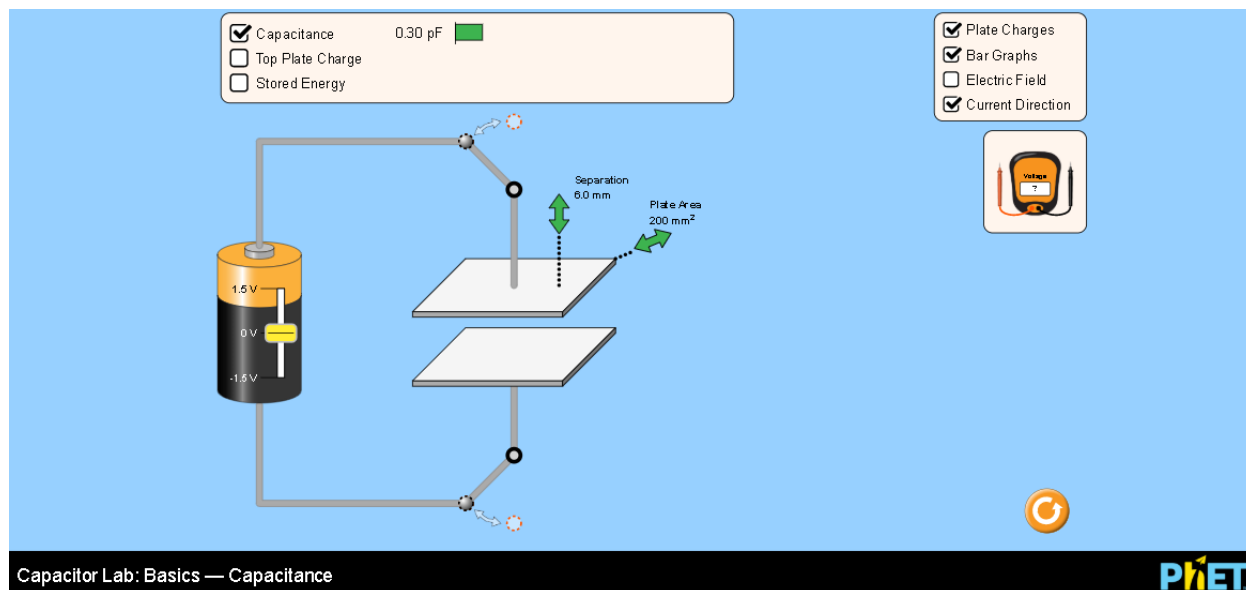 Capacitance 0.30 pF
Top Plate Charge
Stored Energy
Plate Charges
Bar Graphs
Electric Field
Current Direction
Voltage
?
Separation
6.0 mm
Plate Area
200 mm²
1.5 V
0 V
-1.5 V
Capacitor Lab: Basics — Capacitance
PhET